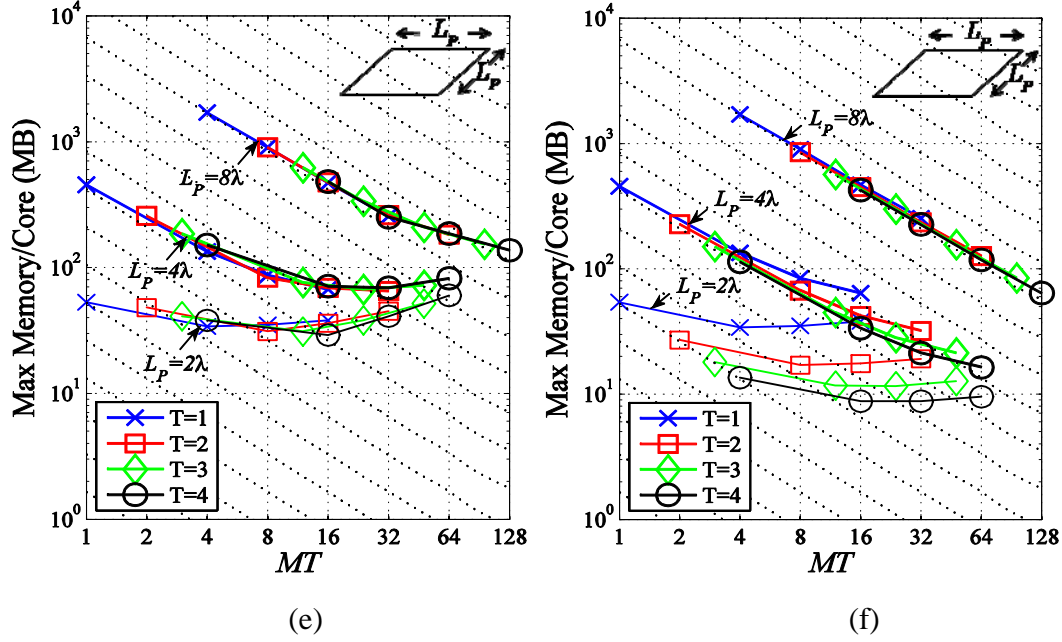 Max Memory/Core (MB)
10^4
10^3
10^2
10^1
10^0
L_P
L_P
L_P=8λ
L_P=4λ
L_P=2λ
T=1
T=2
T=3
T=4
1 2 4 8 16 32 64 128
MT
(e)
Max Memory/Core (MB)
10^4
10^3
10^2
10^1
10^0
L_P
L_P
L_P=8λ
L_P=4λ
L_P=2λ
T=1
T=2
T=3
T=4
1 2 4 8 16 32 64 128
MT
(f)